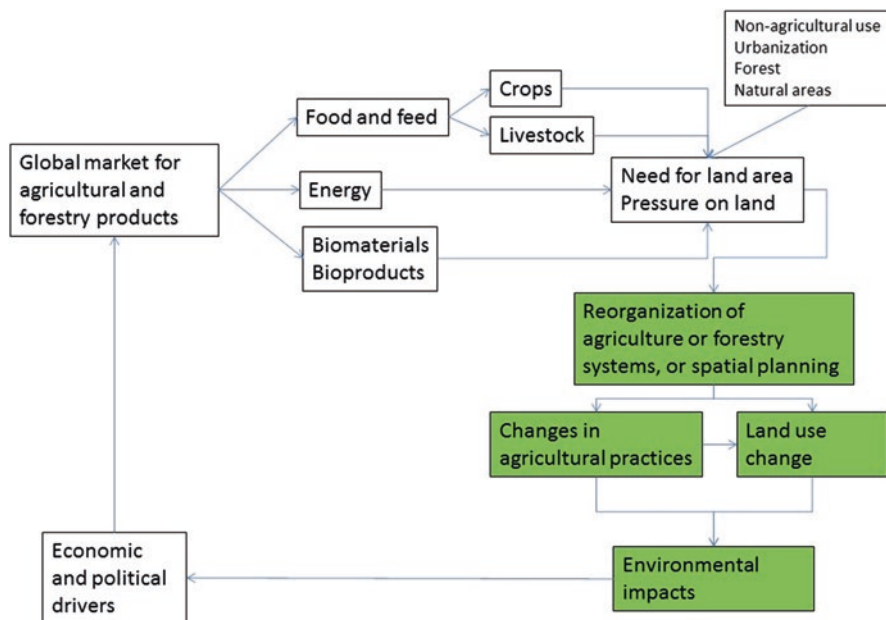 Non-agricultural use
Urbanization
Forest
Natural areas
Crops
Food and feed
Livestock
Global market for
agricultural and
forestry products
Energy
Need for land area
Pressure on land
Biomaterials
Bioproducts
Reorganization of
agriculture or forestry
systems, or spatial planning
Changes in
agricultural practices
Land use
change
Economic
and political
drivers
Environmental
impacts